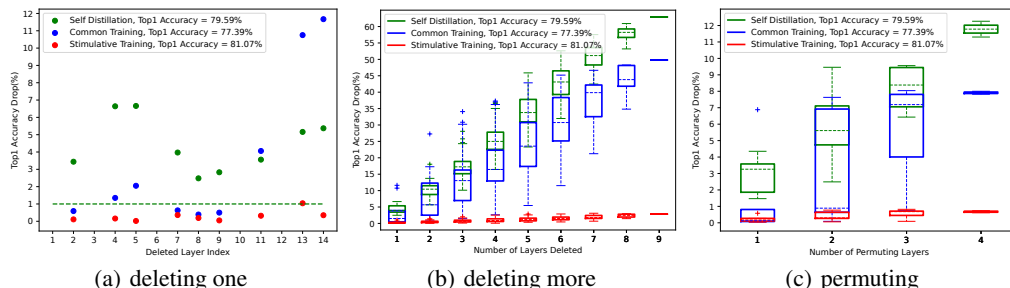 Self Distillation, Top1 Accuracy = 79.59%
Common Training, Top1 Accuracy = 77.39%
Stimulative Training, Top1 Accuracy = 81.07%
Top1 Accuracy Drop(%)
12
11
10
9
8
7
6
5
4
3
2
1
0
1 2 3 4 5 6 7 8 9 10 11 12 13 14
Deleted Layer Index
(a) deleting one
Self Distillation, Top1 Accuracy = 79.59%
Common Training, Top1 Accuracy = 77.39%
Stimulative Training, Top1 Accuracy = 81.07%
Top1 Accuracy Drop(%)
65
60
55
50
45
40
35
30
25
20
15
10
5
0
1 2 3 4 5 6 7 8 9
Number of Layers Deleted
(b) deleting more
Self Distillation, Top1 Accuracy = 79.59%
Common Training, Top1 Accuracy = 77.39%
Stimulative Training, Top1 Accuracy = 81.07%
Top1 Accuracy Drop(%)
13
12
11
10
9
8
7
6
5
4
3
2
1
0
1 2 3 4
Number of Permuting Layers
(c) permuting